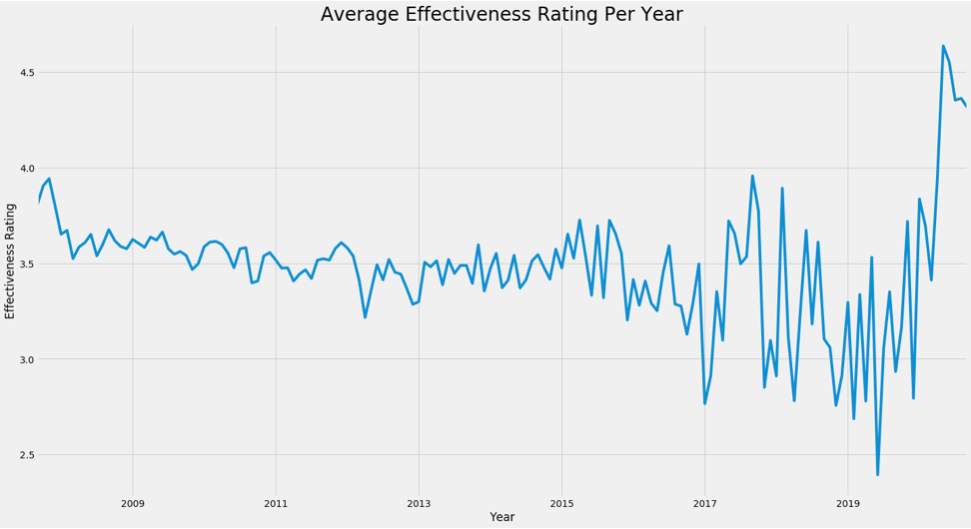 Average Effectiveness Rating Per Year
4.5
4.0
3.5
3.0
2.5
Effectiveness Rating
2009 2011 2013 2015 2017 2019
Year